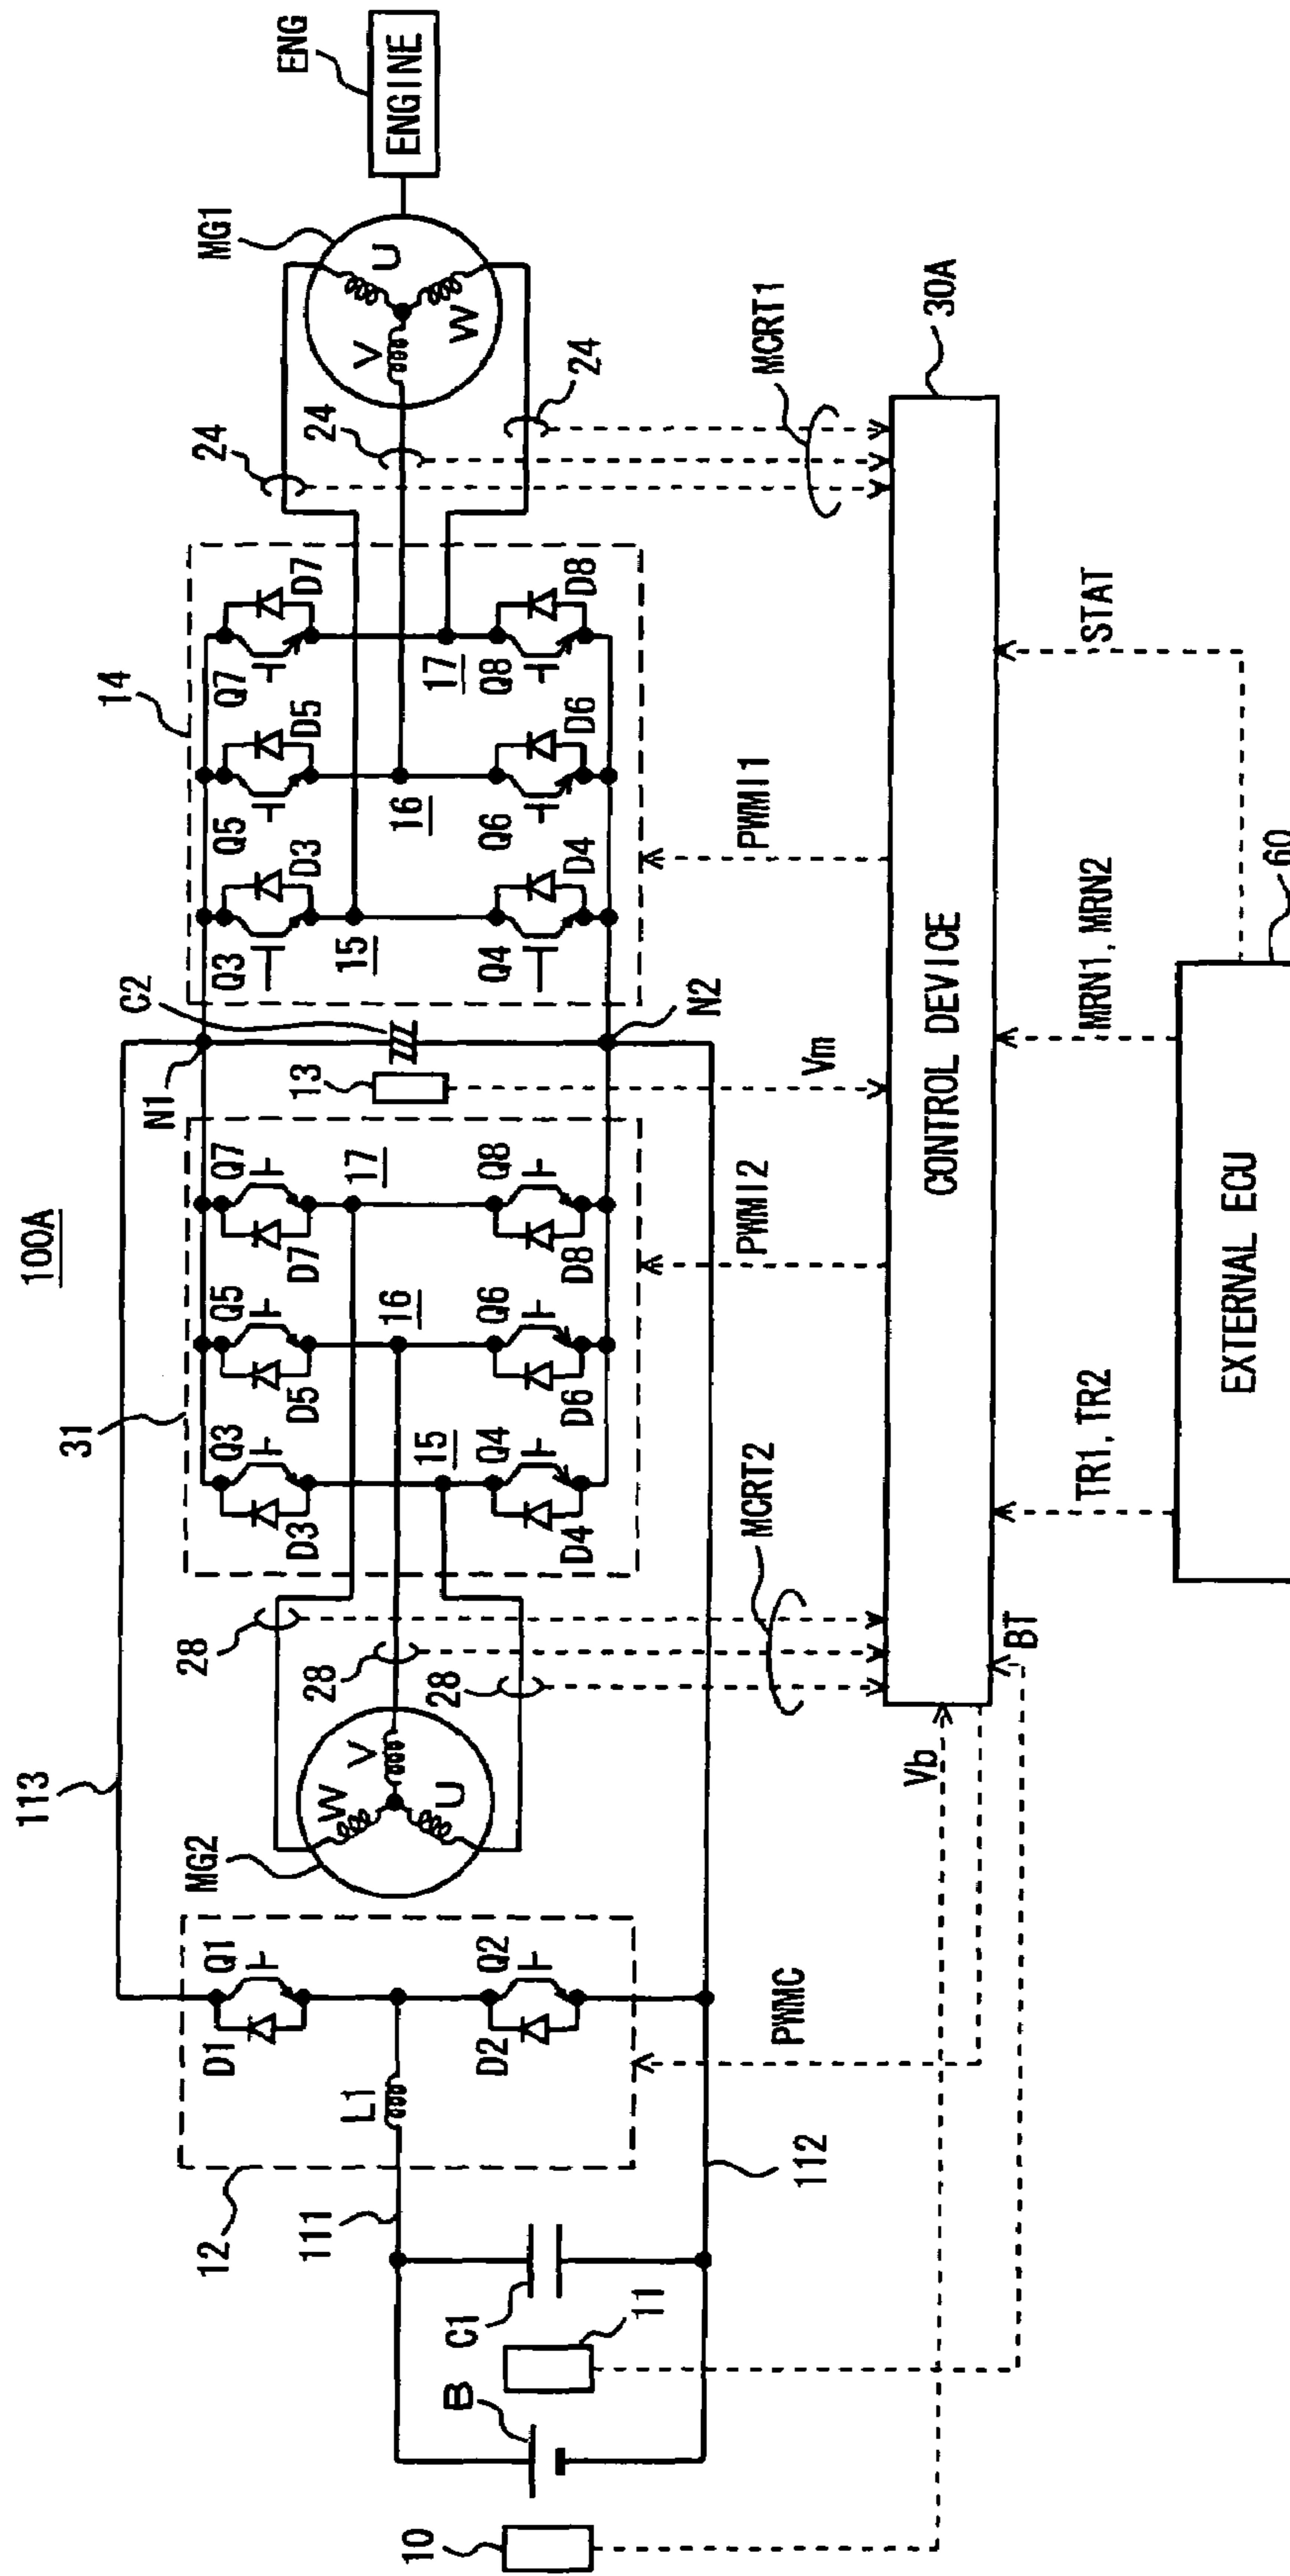 100A
113
N1
C2
14
24
MG1
ENG
ENGINE
12
D1
Q1
MG2
W
V
U
28
28
28
31
Q3
D3
Q5
D5
Q7
D7
17
16
15
Q4
D4
Q6
D6
Q8
D8
13
N2
Q3
D3
Q5
D5
Q7
D7
15
16
17
Q4
D4
Q6
D6
Q8
D8
24
24
U
V
W
111
L1
D2
Q2
10
B
11
C1
112
PWMC
MCRT2
PWMI2
Vm
PWMI1
MCRT1
30A
Vb
CONTROL DEVICE
BT
TR1, TR2
MRN1, MRN2
STAT
EXTERNAL ECU
60